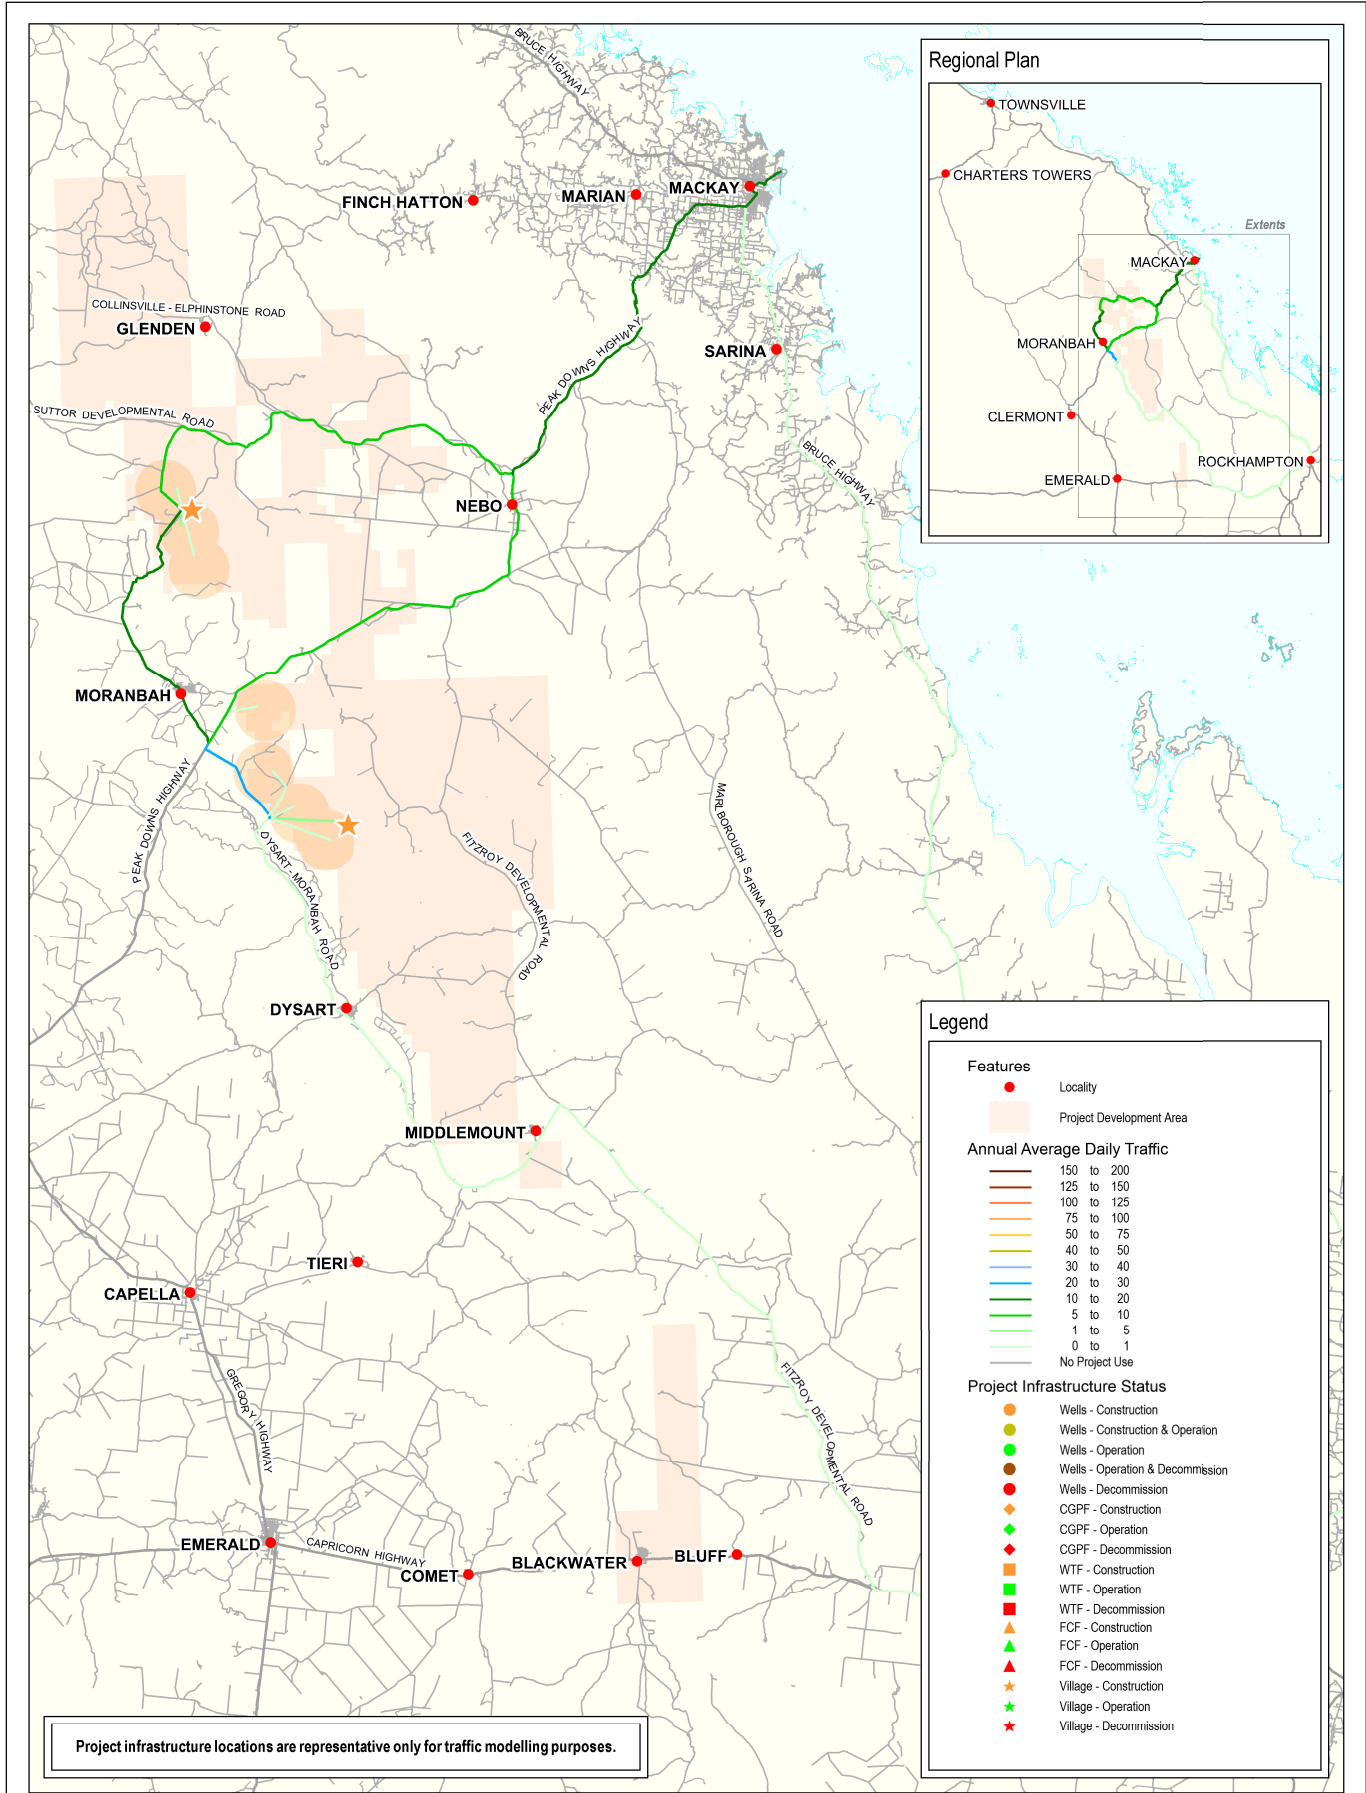 BRUCE HIGHWAY
FINCH HATTON
MARIAN
MACKAY
COLLINSVILLE - ELPHINSTONE ROAD
GLENDEN
PEAK DOWNS HIGHWAY
SARINA
SUTTOR DEVELOPMENTAL ROAD
BRUCE HIGHWAY
NEBO
MORANBAH
PEAK DOWNS HIGHWAY
DYSART - MORANBAH ROAD
FITZROY DEVELOPMENTAL ROAD
MARLBOROUGH SARINA ROAD
DYSART
MIDDLEMOUNT
TIERI
CAPELLA
GREGORY HIGHWAY
FITZROY DEVELOPMENTAL ROAD
EMERALD
CAPRICORN HIGHWAY
COMET
BLACKWATER
BLUFF
Project infrastructure locations are representative only for traffic modelling purposes.
Regional Plan
TOWNSVILLE
CHARTERS TOWERS
Extents
MACKAY
MORANBAH
CLERMONT
ROCKHAMPTON
EMERALD
Legend
Features
Locality
Project Development Area
Annual Average Daily Traffic
150 to 200
125 to 150
100 to 125
75 to 100
50 to 75
40 to 50
30 to 40
20 to 30
10 to 20
5 to 10
1 to 5
0 to 1
No Project Use
Project Infrastructure Status
Wells - Construction
Wells - Construction & Operation
Wells - Operation
Wells - Operation & Decommission
Wells - Decommission
CGPF - Construction
CGPF - Operation
CGPF - Decommission
WTF - Construction
WTF - Operation
WTF - Decommission
FCF - Construction
FCF - Operation
FCF - Decommission
Village - Construction
Village - Operation
Village - Decommission